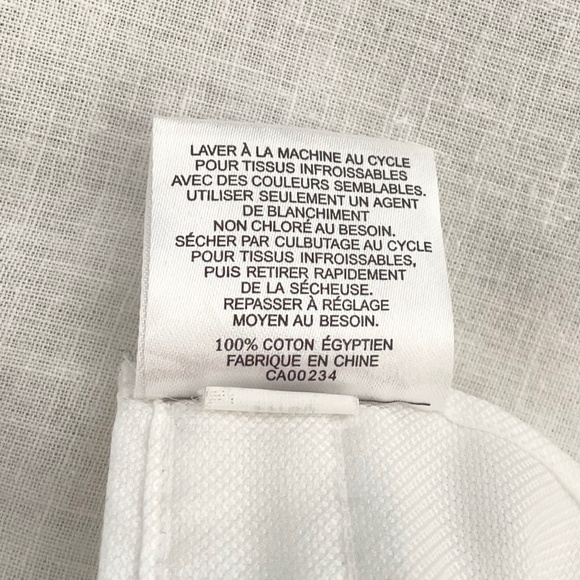 LAVER À LA MACHINE AU CYCLE
POUR TISSUS INFROISSABLES
AVEC DES COULEURS SEMBLABLES.
UTILISER SEULEMENT UN AGENT
DE BLANCHIMENT
NON CHLORÉ AU BESOIN.
SÉCHER PAR CULBUTAGE AU CYCLE
POUR TISSUS INFROISSABLES,
PUIS RETIRER RAPIDEMENT
DE LA SÉCHEUSE.
REPASSER À RÉGLAGE
MOYEN AU BESOIN.
100% COTON ÉGYPTIEN
FABRIQUE EN CHINE
CA00234